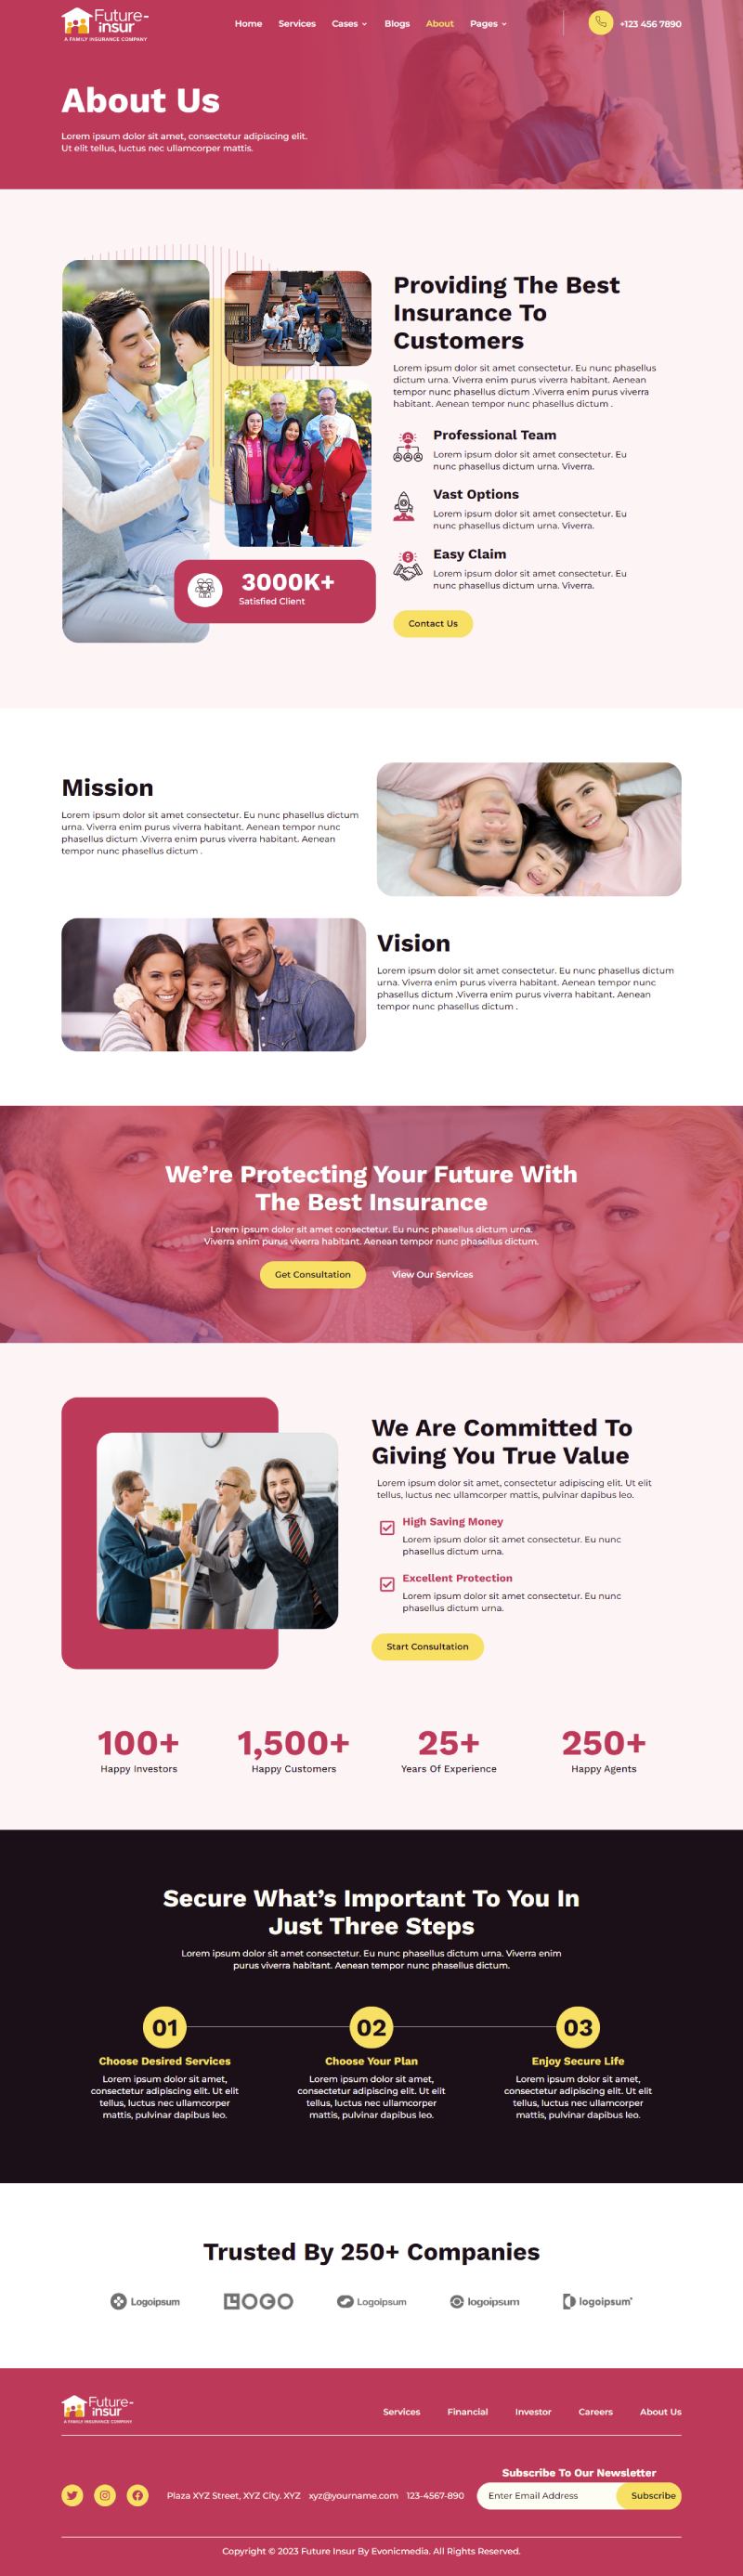 Future-
insur
A FAMILY INSURANCE COMPANY
Home Services Cases Blogs About Pages
+123 456 7890
About Us
Lorem ipsum dolor sit amet, consectetur adipiscing elit.
Ut elit tellus, luctus nec ullamcorper mattis.
Providing The Best
Insurance To
Customers
Lorem ipsum dolor sit amet consectetur. Eu nunc phasellus
dictum urna. Viverra enim purus viverra habitant. Aenean
tempor nunc phasellus dictum .Viverra enim purus viverra
habitant. Aenean tempor nunc phasellus dictum .
Professional Team
Lorem ipsum dolor sit amet consectetur. Eu
nunc phasellus dictum urna. Viverra.
Vast Options
Lorem ipsum dolor sit amet consectetur. Eu
nunc phasellus dictum urna. Viverra.
Easy Claim
Lorem ipsum dolor sit amet consectetur. Eu
nunc phasellus dictum urna. Viverra.
3000K+
Satisfied Client
Contact Us
Mission
Lorem ipsum dolor sit amet consectetur. Eu nunc phasellus dictum
urna. Viverra enim purus viverra habitant. Aenean tempor nunc
phasellus dictum .Viverra enim purus viverra habitant. Aenean
tempor nunc phasellus dictum .
Vision
Lorem ipsum dolor sit amet consectetur. Eu nunc phasellus dictum
urna. Viverra enim purus viverra habitant. Aenean tempor nunc
phasellus dictum .Viverra enim purus viverra habitant. Aenean
tempor nunc phasellus dictum .
We're Protecting Your Future With
The Best Insurance
Lorem ipsum dolor sit amet consectetur. Eu nunc phasellus dictum urna.
Viverra enim purus viverra habitant. Aenean tempor nunc phasellus dictum.
Get Consultation
View Our Services
We Are Committed To
Giving You True Value
Lorem ipsum dolor sit amet, consectetur adipiscing elit. Ut elit
tellus, luctus nec ullamcorper mattis, pulvinar dapibus leo.
High Saving Money
Lorem ipsum dolor sit amet consectetur. Eu nunc
phasellus dictum urna.
Excellent Protection
Lorem ipsum dolor sit amet consectetur. Eu nunc
phasellus dictum urna.
Start Consultation
100+
Happy Investors
1,500+
Happy Customers
25+
Years Of Experience
250+
Happy Agents
Secure What's Important To You In
Just Three Steps
Lorem ipsum dolor sit amet consectetur. Eu nunc phasellus dictum urna. Viverra enim
purus viverra habitant. Aenean tempor nunc phasellus dictum.
01
Choose Desired Services
Lorem ipsum dolor sit amet,
consectetur adipiscing elit. Ut elit
tellus, luctus nec ullamcorper
mattis, pulvinar dapibus leo.
02
Choose Your Plan
Lorem ipsum dolor sit amet,
consectetur adipiscing elit. Ut elit
tellus, luctus nec ullamcorper
mattis, pulvinar dapibus leo.
03
Enjoy Secure Life
Lorem ipsum dolor sit amet,
consectetur adipiscing elit. Ut elit
tellus, luctus nec ullamcorper
mattis, pulvinar dapibus leo.
Trusted By 250+ Companies
Logoipsum
LOGO
Logoipsum
logoipsum
logoipsum
Future-
insur
A FAMILY INSURANCE COMPANY
Services Financial Investor Careers About Us
Plaza XYZ Street, XYZ City. XYZ xyz@yourname.com 123-4567-890
Subscribe To Our Newsletter
Enter Email Address
Subscribe
Copyright © 2023 Future Insur By Evonicmedia. All Rights Reserved.